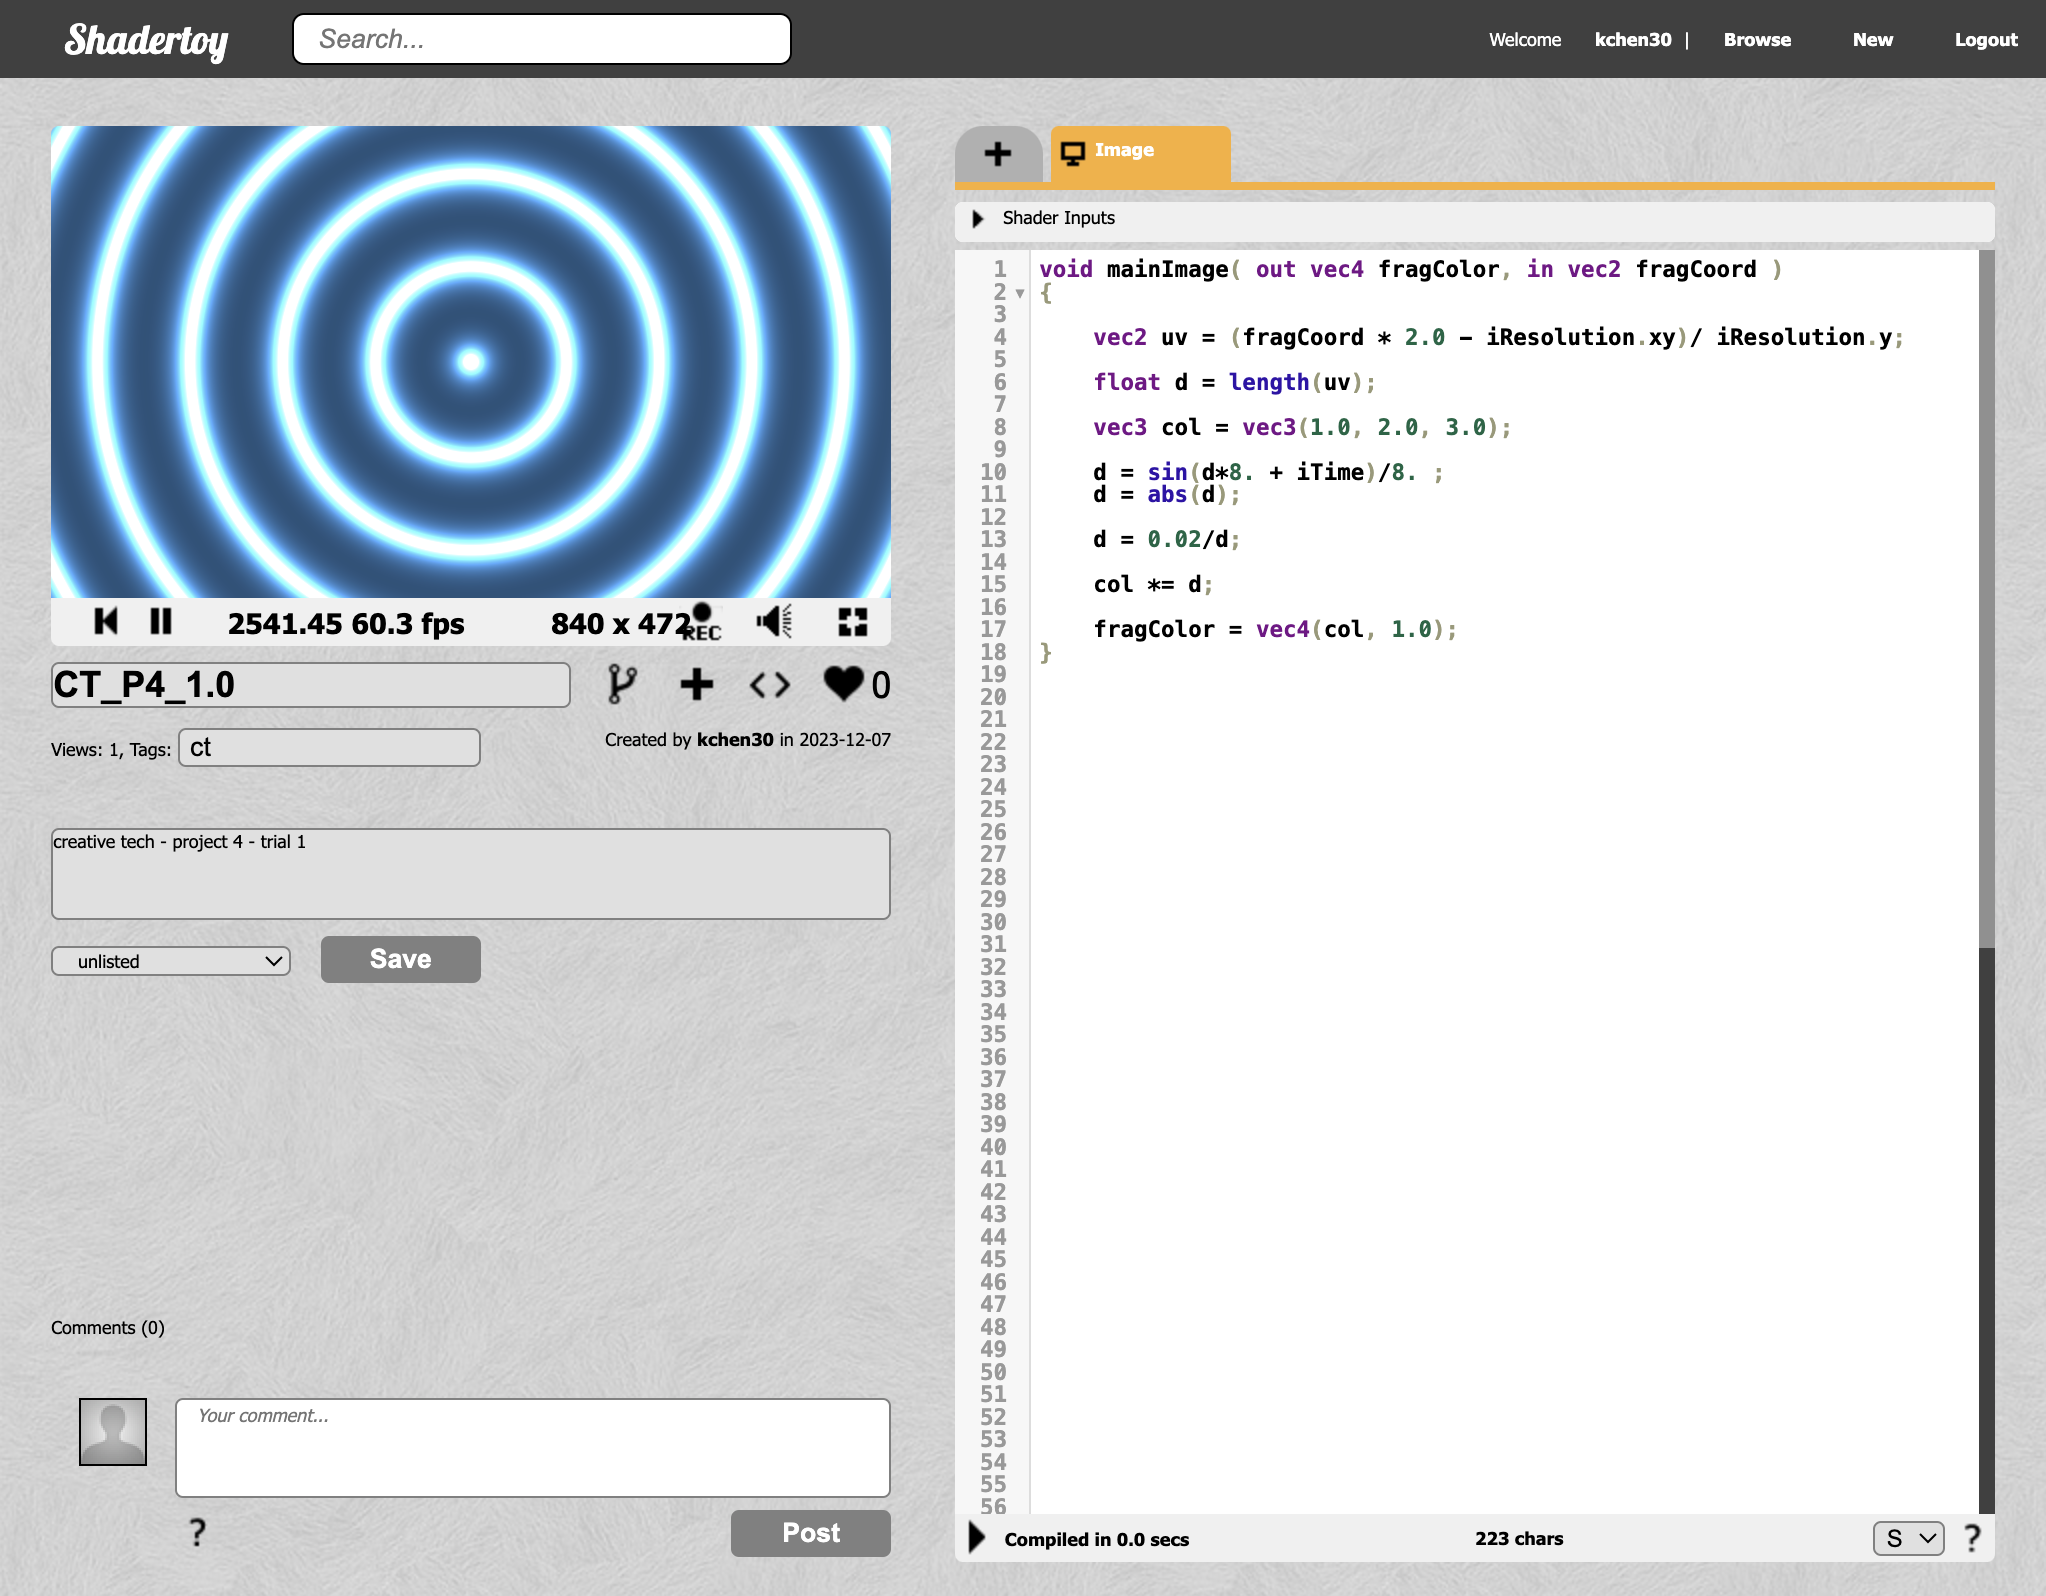 Shadertoy
Search...
Welcome kchen30 | Browse New Logout
2541.45 60.3 fps 840 x 472 REC
CT_P4_1.0
0
Views: 1, Tags: ct
Created by kchen30 in 2023-12-07
creative tech - project 4 - trial 1
unlisted
Save
Comments (0)
Your comment...
?
Post
+ Image
Shader Inputs
1 void mainImage( out vec4 fragColor, in vec2 fragCoord )
2 {
3
4 vec2 uv = (fragCoord * 2.0 - iResolution.xy)/ iResolution.y;
5
6 float d = length(uv);
7
8 vec3 col = vec3(1.0, 2.0, 3.0);
9
10 d = sin(d*8. + iTime)/8. ;
11 d = abs(d);
12
13 d = 0.02/d;
14
15 col *= d;
16
17 fragColor = vec4(col, 1.0);
18 }
19
20
21
22
23
24
25
26
27
28
29
30
31
32
33
34
35
36
37
38
39
40
41
42
43
44
45
46
47
48
49
50
51
52
53
54
55
56
Compiled in 0.0 secs 223 chars S ?